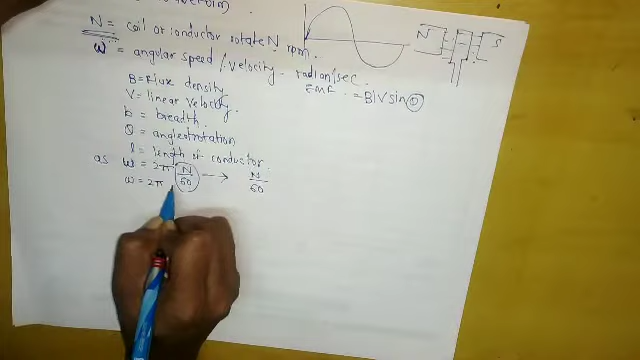 N = coil or conductor rotate N rpm.
ω = angular speed / velocity - radian/sec.
EMF = BlV sin θ
B = Flux density
V = linear velocity.
b = breadth.
θ = angle rotation
l = length of conductor.
as ω = 2π N/60 → N/60
ω = 2π
N S